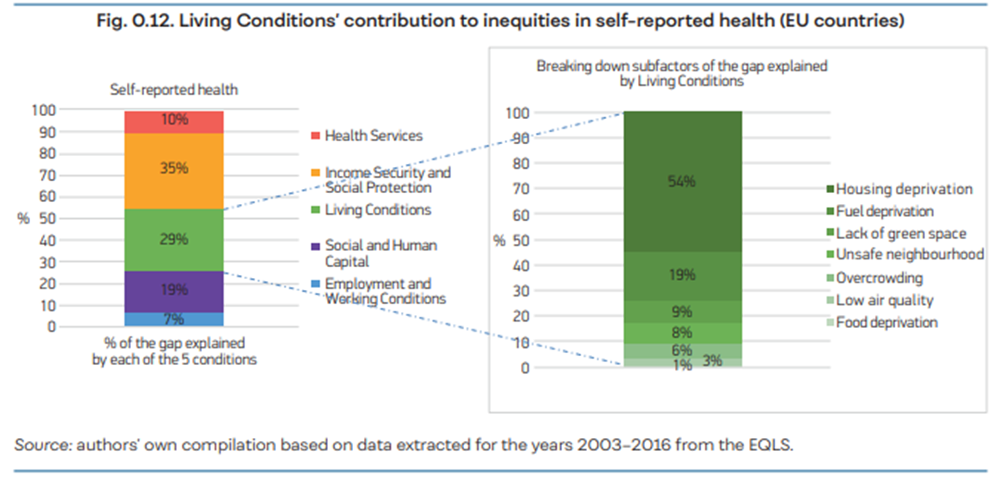 Fig. 0.12. Living Conditions' contribution to inequities in self-reported health (EU countries)
Self-reported health
100
90
80
70
60
% 50
40
30
20
10
0
10%
35%
29%
19%
7%
% of the gap explained
by each of the 5 conditions
Health Services
Income Security and
Social Protection
Living Conditions
Social and Human
Capital
Employment and
Working Conditions
Breaking down subfactors of the gap explained
by Living Conditions
100
90
80
70
60
% 50
40
30
20
10
0
54%
19%
9%
8%
6%
3%
1%
Housing deprivation
Fuel deprivation
Lack of green space
Unsafe neighbourhood
Overcrowding
Low air quality
Food deprivation
Source: authors' own compilation based on data extracted for the years 2003–2016 from the EQLS.